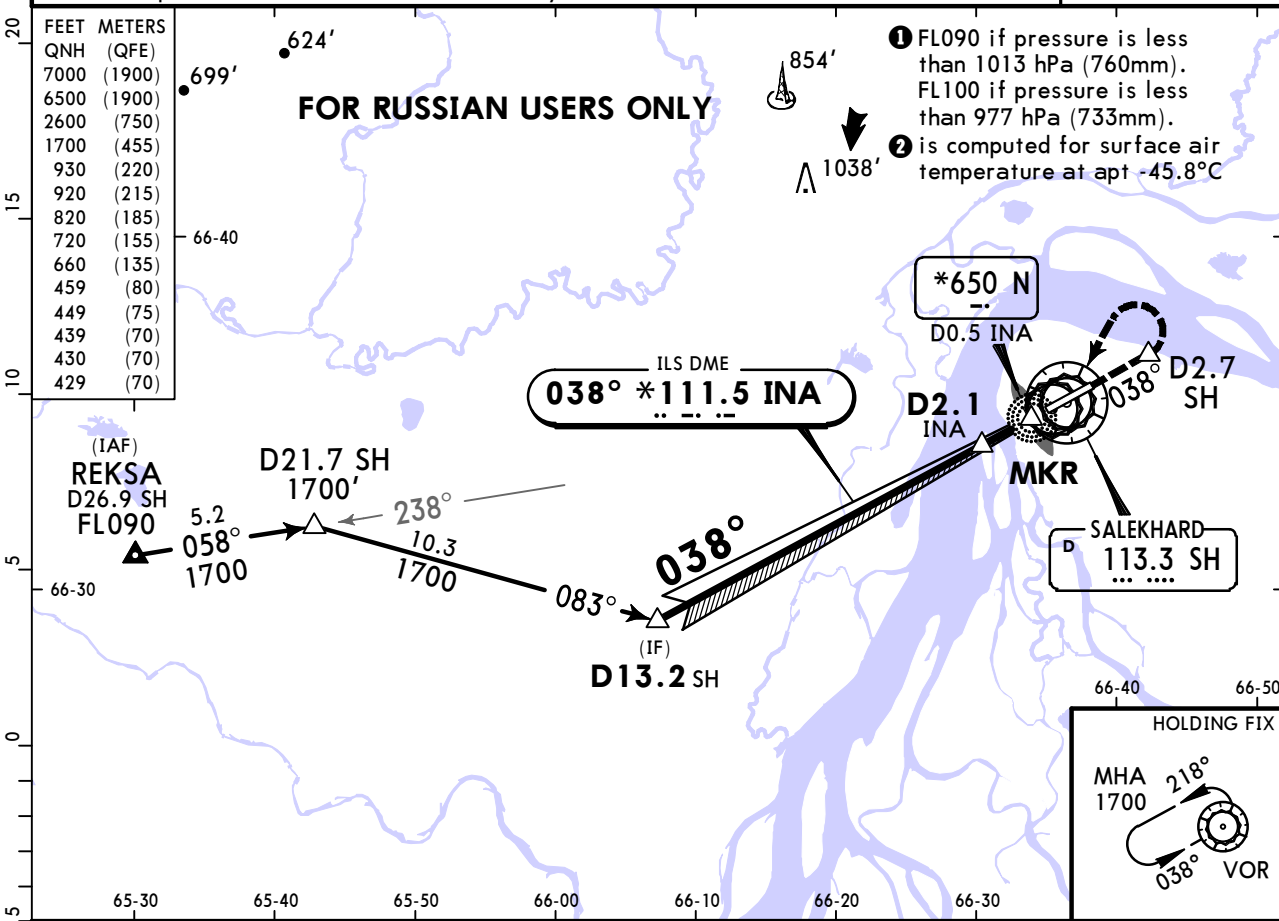 FEET METERS
QNH (QFE)
7000 (1900)
6500 (1900)
2600 (750)
1700 (455)
930 (220)
920 (215)
820 (185)
720 (155)
660 (135)
459 (80)
449 (75)
439 (70)
430 (70)
429 (70)
624'
699'
FOR RUSSIAN USERS ONLY
854'
1038'
1 FL090 if pressure is less
than 1013 hPa (760mm).
FL100 if pressure is less
than 977 hPa (733mm).
2 is computed for surface air
temperature at apt -45.8°C
20
15
10
5
0
5
66-40
66-30
*650 N
D0.5 INA
ILS DME
038° *111.5 INA
D2.1
INA
MKR
038°
D2.7
SH
SALEKHARD
D 113.3 SH
(IAF)
REKSA
D26.9 SH
FL090
5.2
058°
1700
D21.7 SH
1700'
238°
10.3
1700
083°
038°
(IF)
D13.2 SH
66-40 66-50
HOLDING FIX
MHA
1700
218°
038°
VOR
65-30 65-40 65-50 66-00 66-10 66-20 66-30